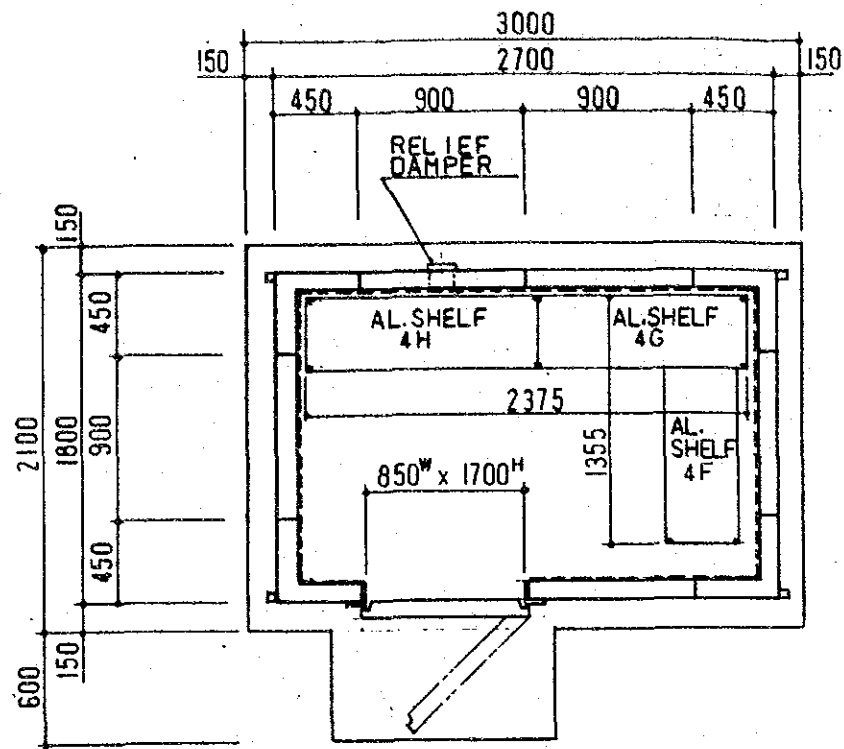 3000
150
2700
150
450
900
900
450
RELIEF
DAMPER
150
450
AL.SHELF
4H
AL.SHELF
4G
2100
1800
900
2375
1355
AL.
SHELF
4F
850ᵂ x 1700ᴴ
450
600
150